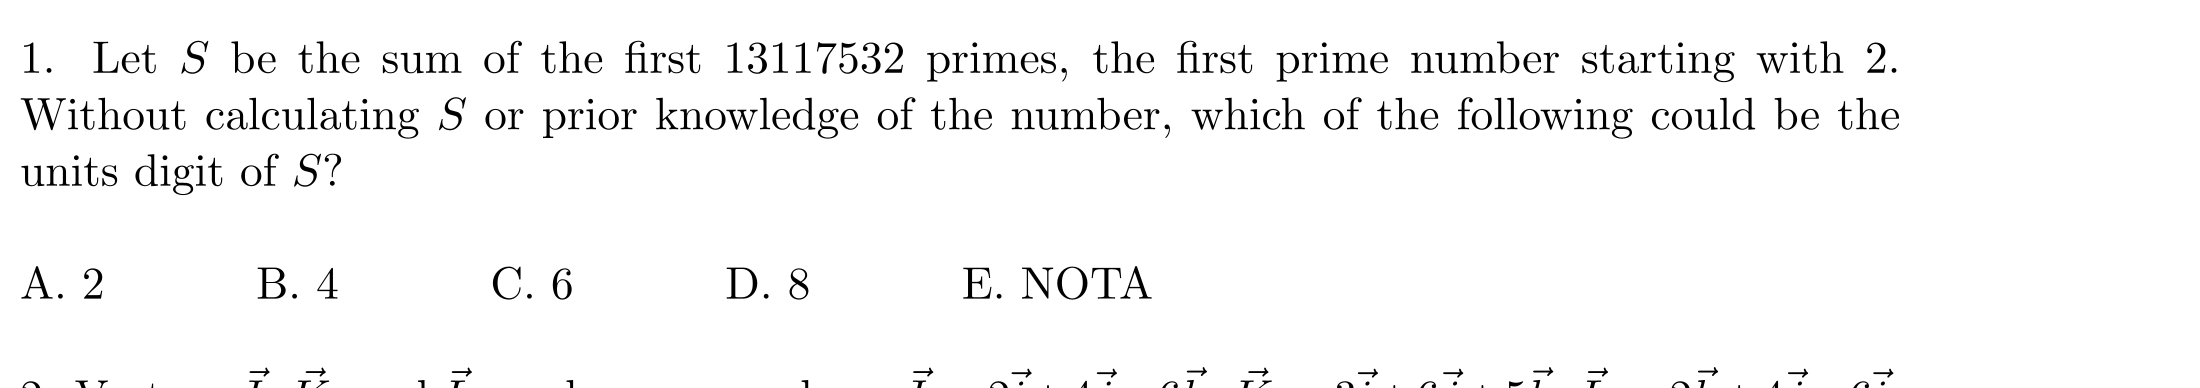 1. Let S be the sum of the first 13117532 primes, the first prime number starting with 2.
Without calculating S or prior knowledge of the number, which of the following could be the
units digit of S?
A. 2 B. 4 C. 6 D. 8 E. NOTA